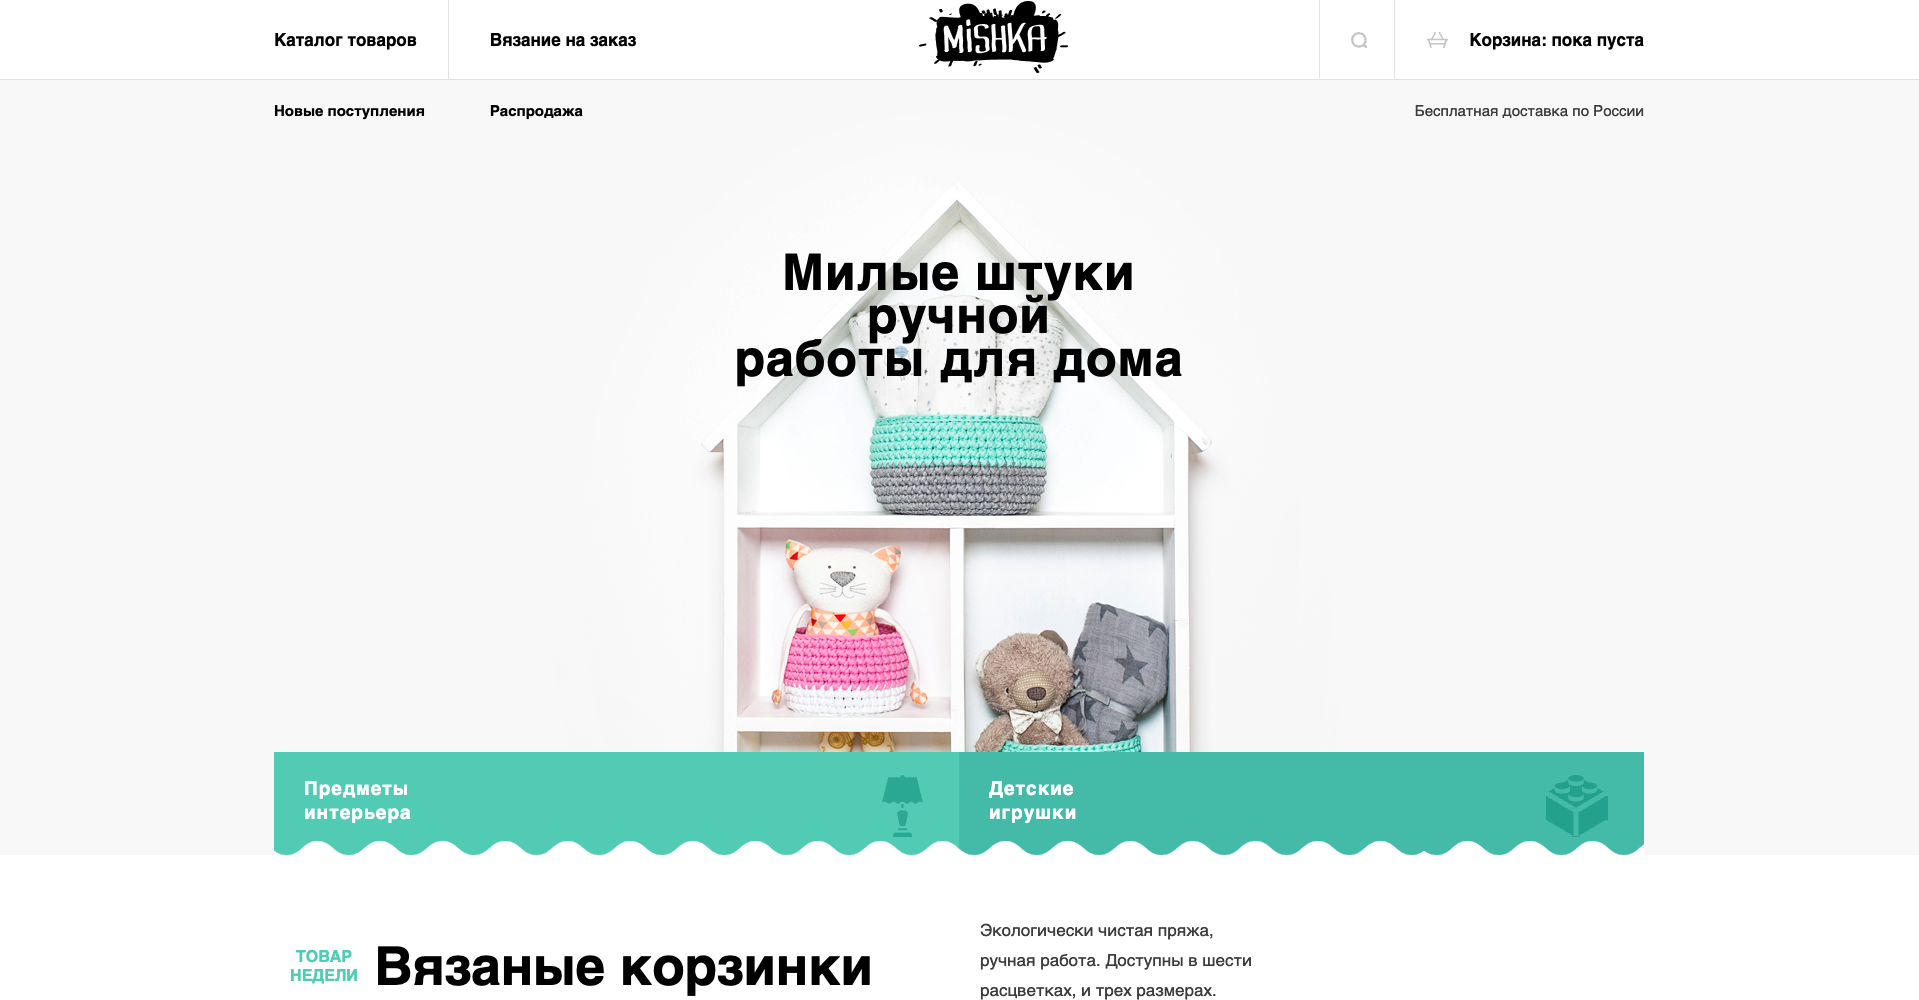 Каталог товаров
Вязание на заказ
MiSHKA
Корзина: пока пуста
Новые поступления
Распродажа
Бесплатная доставка по России
Милые штуки
ручной
работы для дома
Предметы
интерьера
Детские
игрушки
ТОВАР
НЕДЕЛИ
Вязаные корзинки
Экологически чистая пряжа,
ручная работа. Доступны в шести
расцветках, и трех размерах.